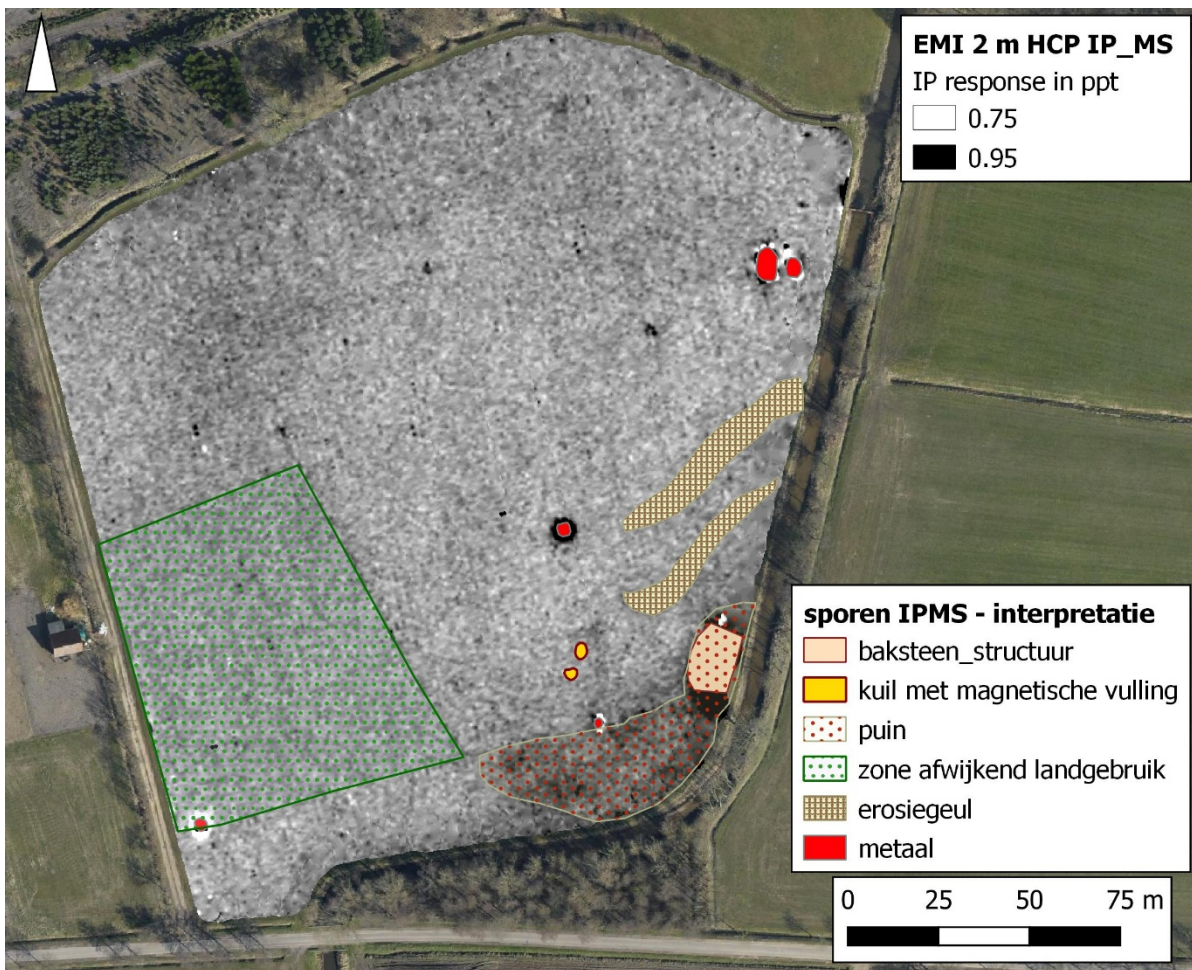 EMI 2 m HCP IP_MS
IP response in ppt
0.75
0.95
sporen IPMS - interpretatie
baksteen_structuur
kuil met magnetische vulling
puin
zone afwijkend landgebruik
erosiegeul
metaal
0 25 50 75 m